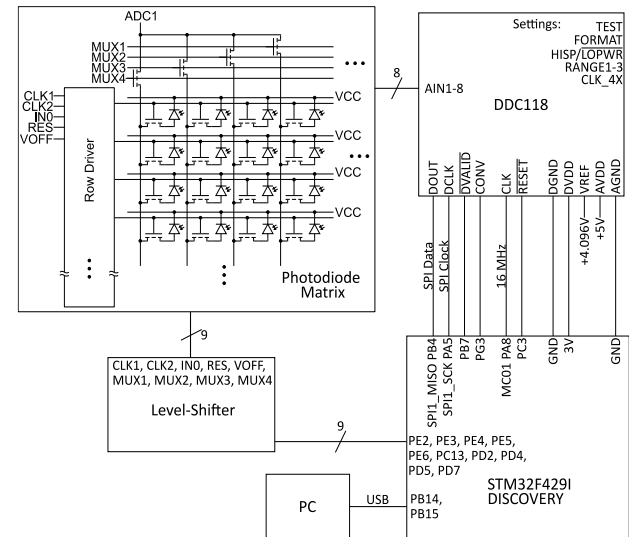 ADC1
MUX1
MUX2
MUX3
MUX4
CLK1
CLK2
IN0
RES
VOFF
Row Driver
VCC
VCC
VCC
VCC
Photodiode
Matrix
8
Settings: TEST
FORMAT
HISP/LOPWR
RANGE1-3
CLK_4X
AIN1-8
DDC118
DOUT
DCLK
DVALID
CONV
CLK
RESET
DGND
DVDD
VREF
AVDD
AGND
SPI Data
SPI Clock
16 MHz
+4.096V
+5V
9
CLK1, CLK2, IN0, RES, VOFF,
MUX1, MUX2, MUX3, MUX4
Level-Shifter
9
SPI1_MISO PB4
SPI1_SCK PA5
PB7
PG3
MC01 PA8
PC3
GND
3V
GND
PE2, PE3, PE4, PE5,
PE6, PC13, PD2, PD4,
PD5, PD7
STM32F429I
DISCOVERY
PC
USB
PB14,
PB15